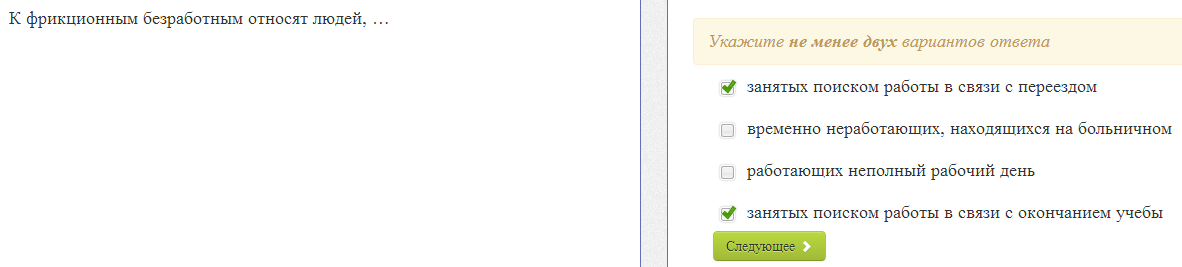 К фрикционным безработным относят людей, …
Укажите не менее двух вариантов ответа
занятых поиском работы в связи с переездом
временно неработающих, находящихся на больничном
работающих неполный рабочий день
занятых поиском работы в связи с окончанием учебы
Следующее